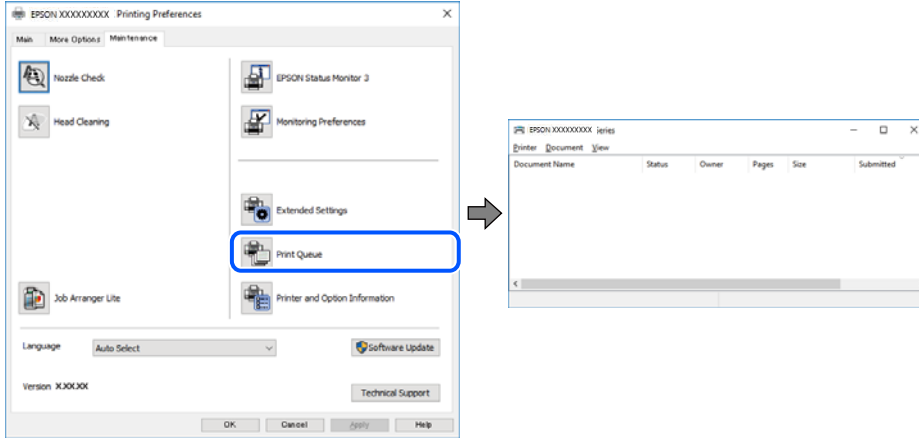 EPSON XXXXXXXXX Printing Preferences
Main More Options Maintenance
Nozzle Check
EPSON Status Monitor 3
Head Cleaning
Monitoring Preferences
Extended Settings
Print Queue
Job Arranger Lite
Printer and Option Information
Language Auto Select
Software Update
Version X.XX.XX
Technical Support
OK Cancel Apply Help
EPSON XXXXXXXXXX Series
Printer Document View
Document Name Status Owner Pages Size Submitted